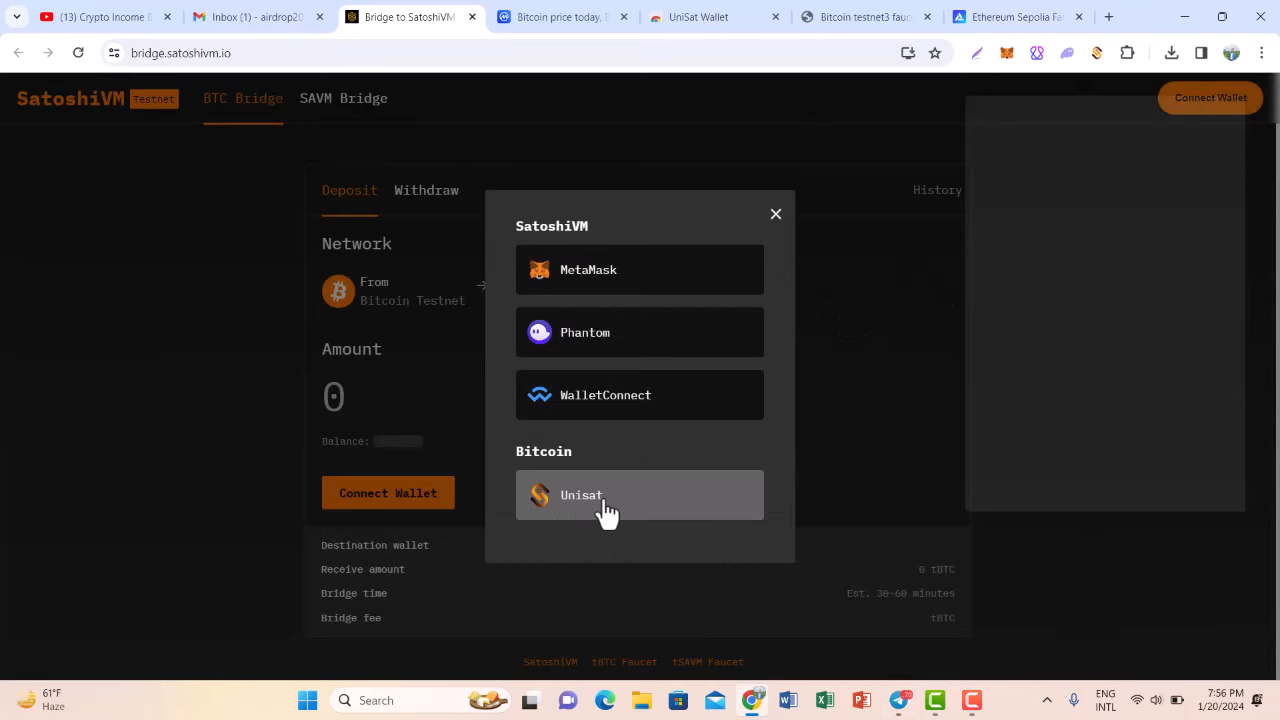 Crypto Income B
Inbox (1) - airdrop20
Bridge to SatoshiVM
Bitcoin price today,
UniSat Wallet
Bitcoin testnet3 fauc
Ethereum Sepolia Fa
bridge.satoshivm.io
SatoshiVM Testnet
BTC Bridge
SAVM Bridge
Connect Wallet
Deposit
Withdraw
History
Network
From
Bitcoin Testnet
Amount
0
Balance:
Connect Wallet
SatoshiVM
MetaMask
Phantom
WalletConnect
Bitcoin
Unisat
Destination wallet
Receive amount
0 tBTC
Bridge time
Est. 30-60 minutes
Bridge fee
tBTC
SatoshiVM
tBTC Faucet
tSAVM Faucet
61°F
Haze
Search
ENG
INTL
7:56 PM
1/20/2024